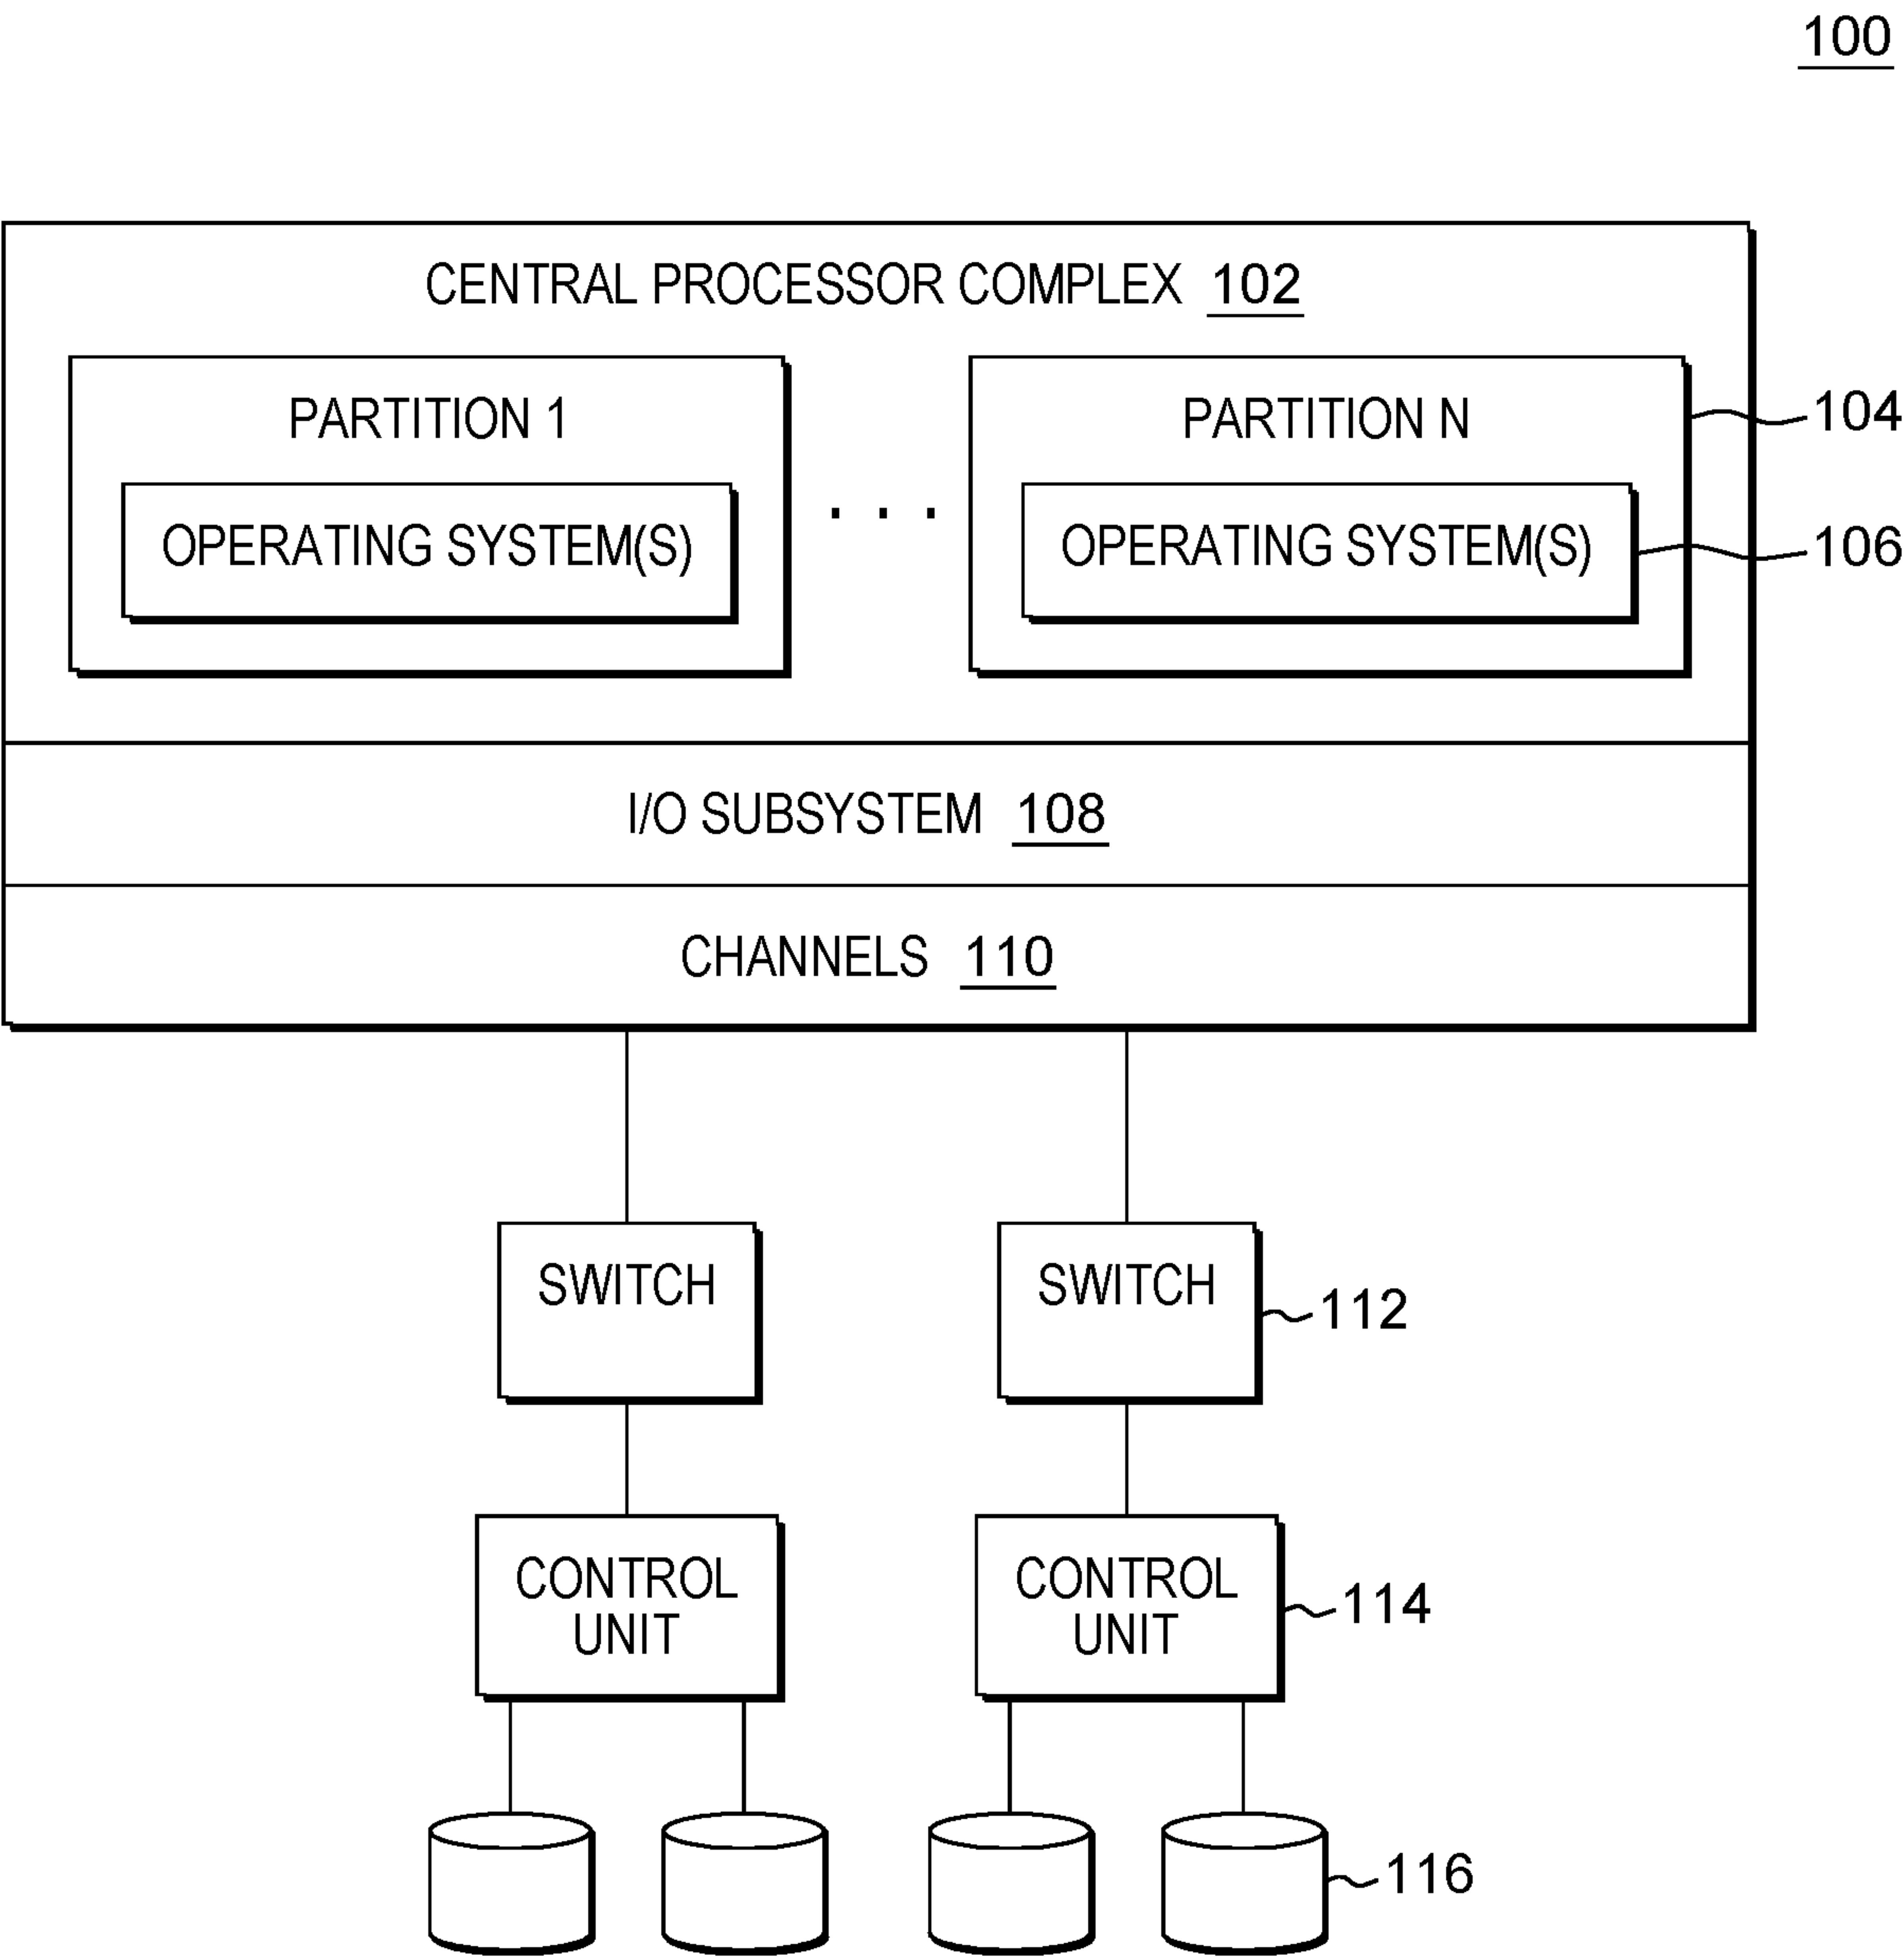 100
CENTRAL PROCESSOR COMPLEX 102
PARTITION 1
PARTITION N
104
. . .
OPERATING SYSTEM(S)
OPERATING SYSTEM(S)
106
I/O SUBSYSTEM 108
CHANNELS 110
SWITCH
SWITCH
112
CONTROL
UNIT
CONTROL
UNIT
114
116